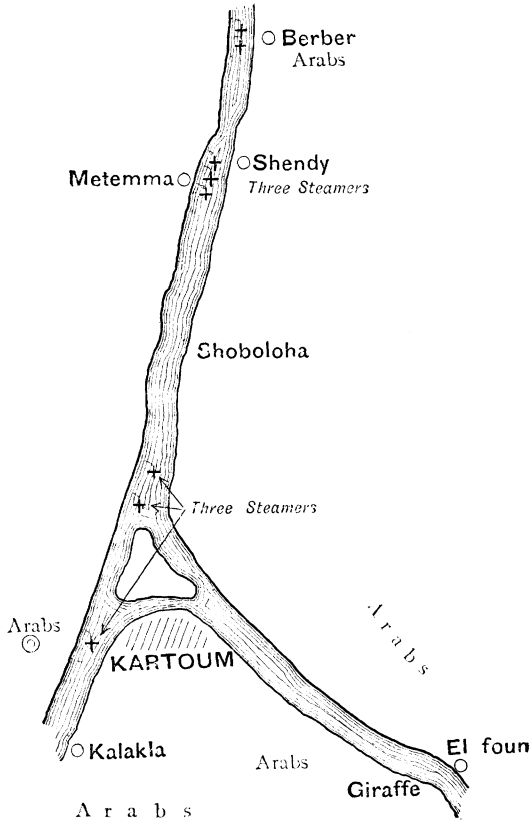 Berber
Arabs
Metemma
Shendy
Three Steamers
Shoboloha
Three Steamers
Arabs
Arabs
KARTOUM
El foun
Kalakla
Arabs
Giraffe
Arabs